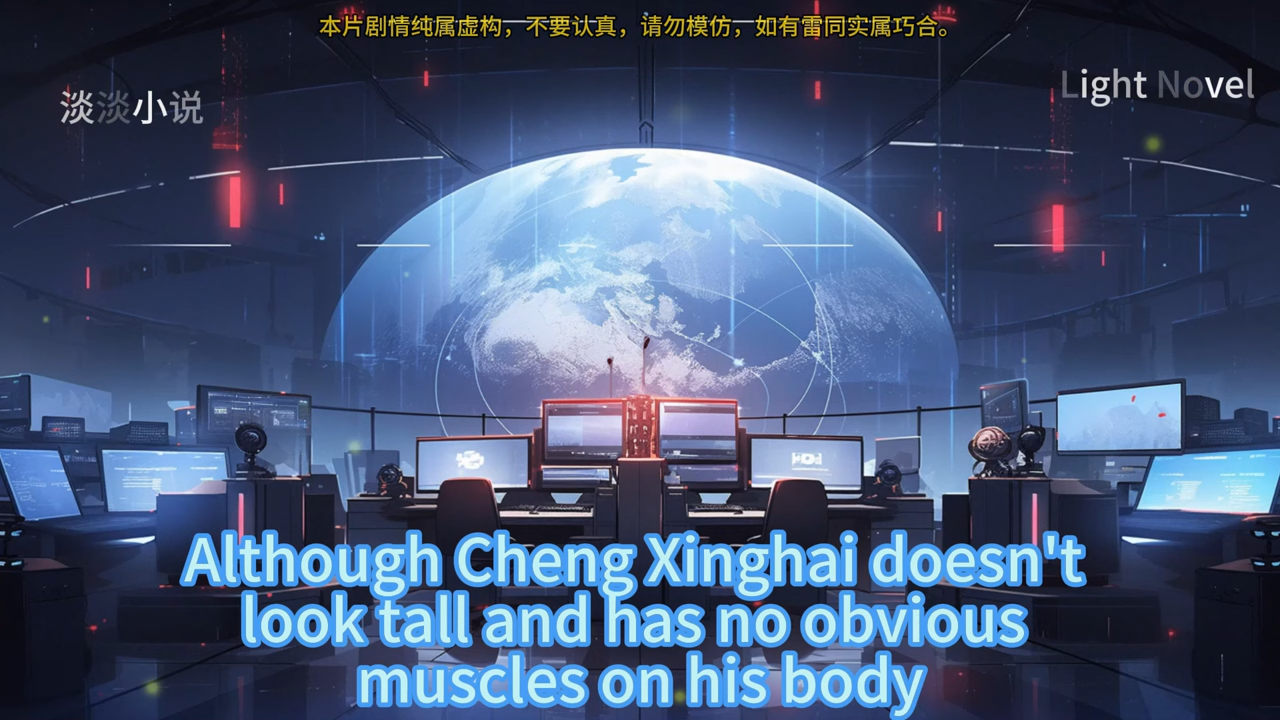 本片剧情纯属虚构，不要认真，请勿模仿，如有雷同实属巧合。
淡淡小说
Light Novel
Although Cheng Xinghai doesn't
look tall and has no obvious
muscles on his body